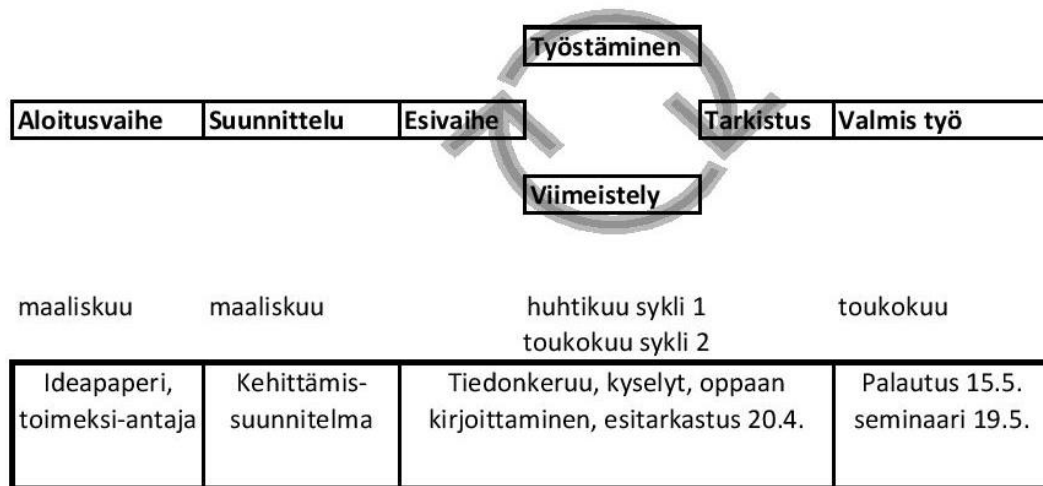 Työstäminen
Aloitusvaihe Suunnittelu Esivaihe Tarkistus Valmis työ
Viimeistely
maaliskuu maaliskuu huhtikuu sykli 1 toukokuu
toukokuu sykli 2
Ideapaperi, Kehittämis- Tiedonkeruu, kyselyt, oppaan Palautus 15.5.
toimeksi-antaja suunnitelma kirjoittaminen, esitarkastus 20.4. seminaari 19.5.